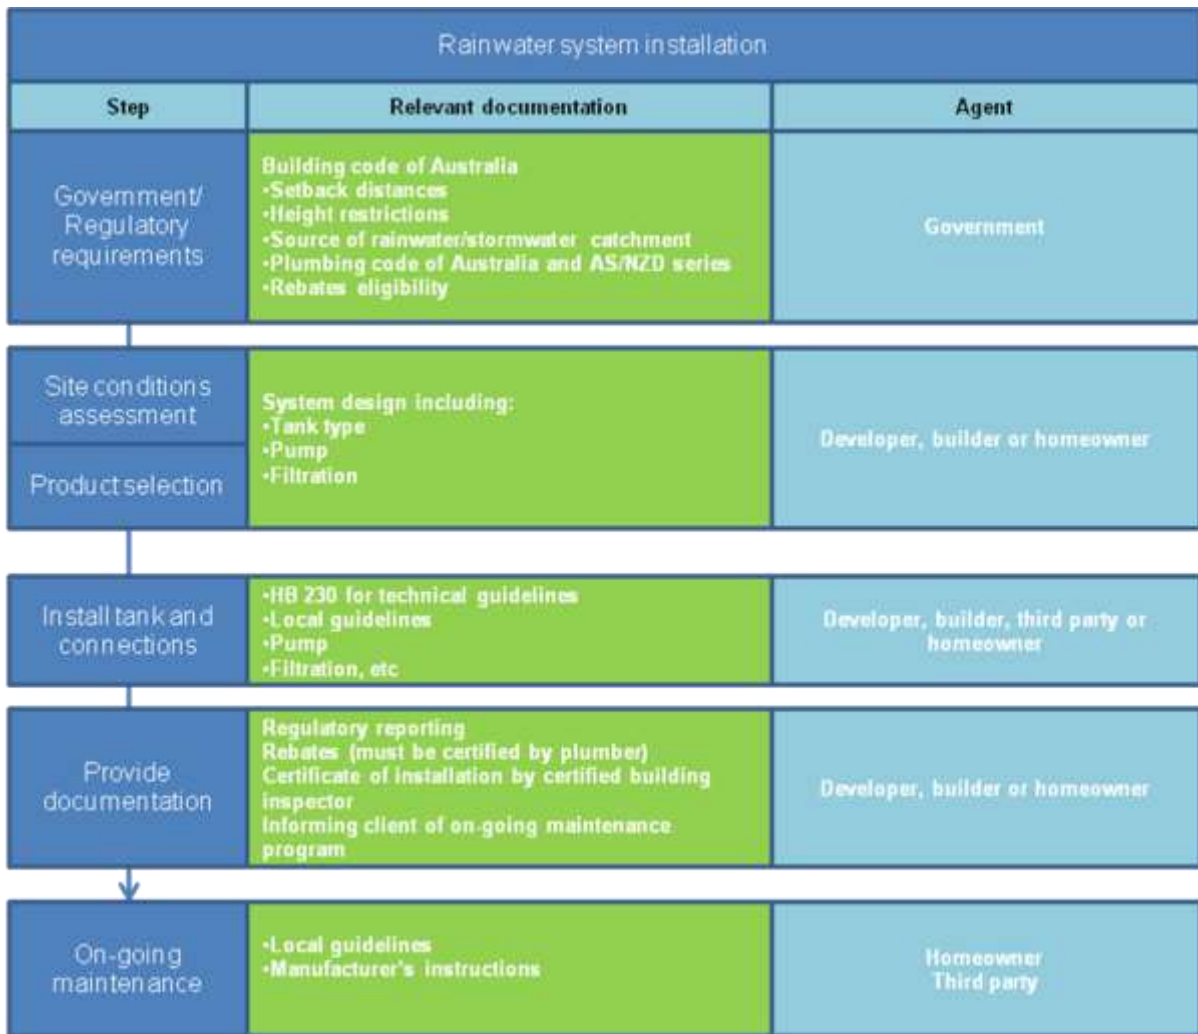 Rainwater system installation
Step
Relevant documentation
Agent
Government/
Regulatory
requirements
Building code of Australia
•Setback distances
•Height restrictions
•Source of rainwater/stormwater catchment
•Plumbing code of Australia and AS/NZD series
•Rebates eligibility
Government
Site conditions
assessment
Product selection
System design including:
•Tank type
•Pump
•Filtration
Developer, builder or homeowner
Install tank and
connections
•HB 230 for technical guidelines
•Local guidelines
•Pump
•Filtration, etc
Developer, builder, third party or
homeowner
Provide
documentation
Regulatory reporting
Rebates (must be certified by plumber)
Certificate of installation by certified building
inspector
Informing client of on-going maintenance
program
Developer, builder or homeowner
On-going
maintenance
•Local guidelines
•Manufacturer's instructions
Homeowner
Third party